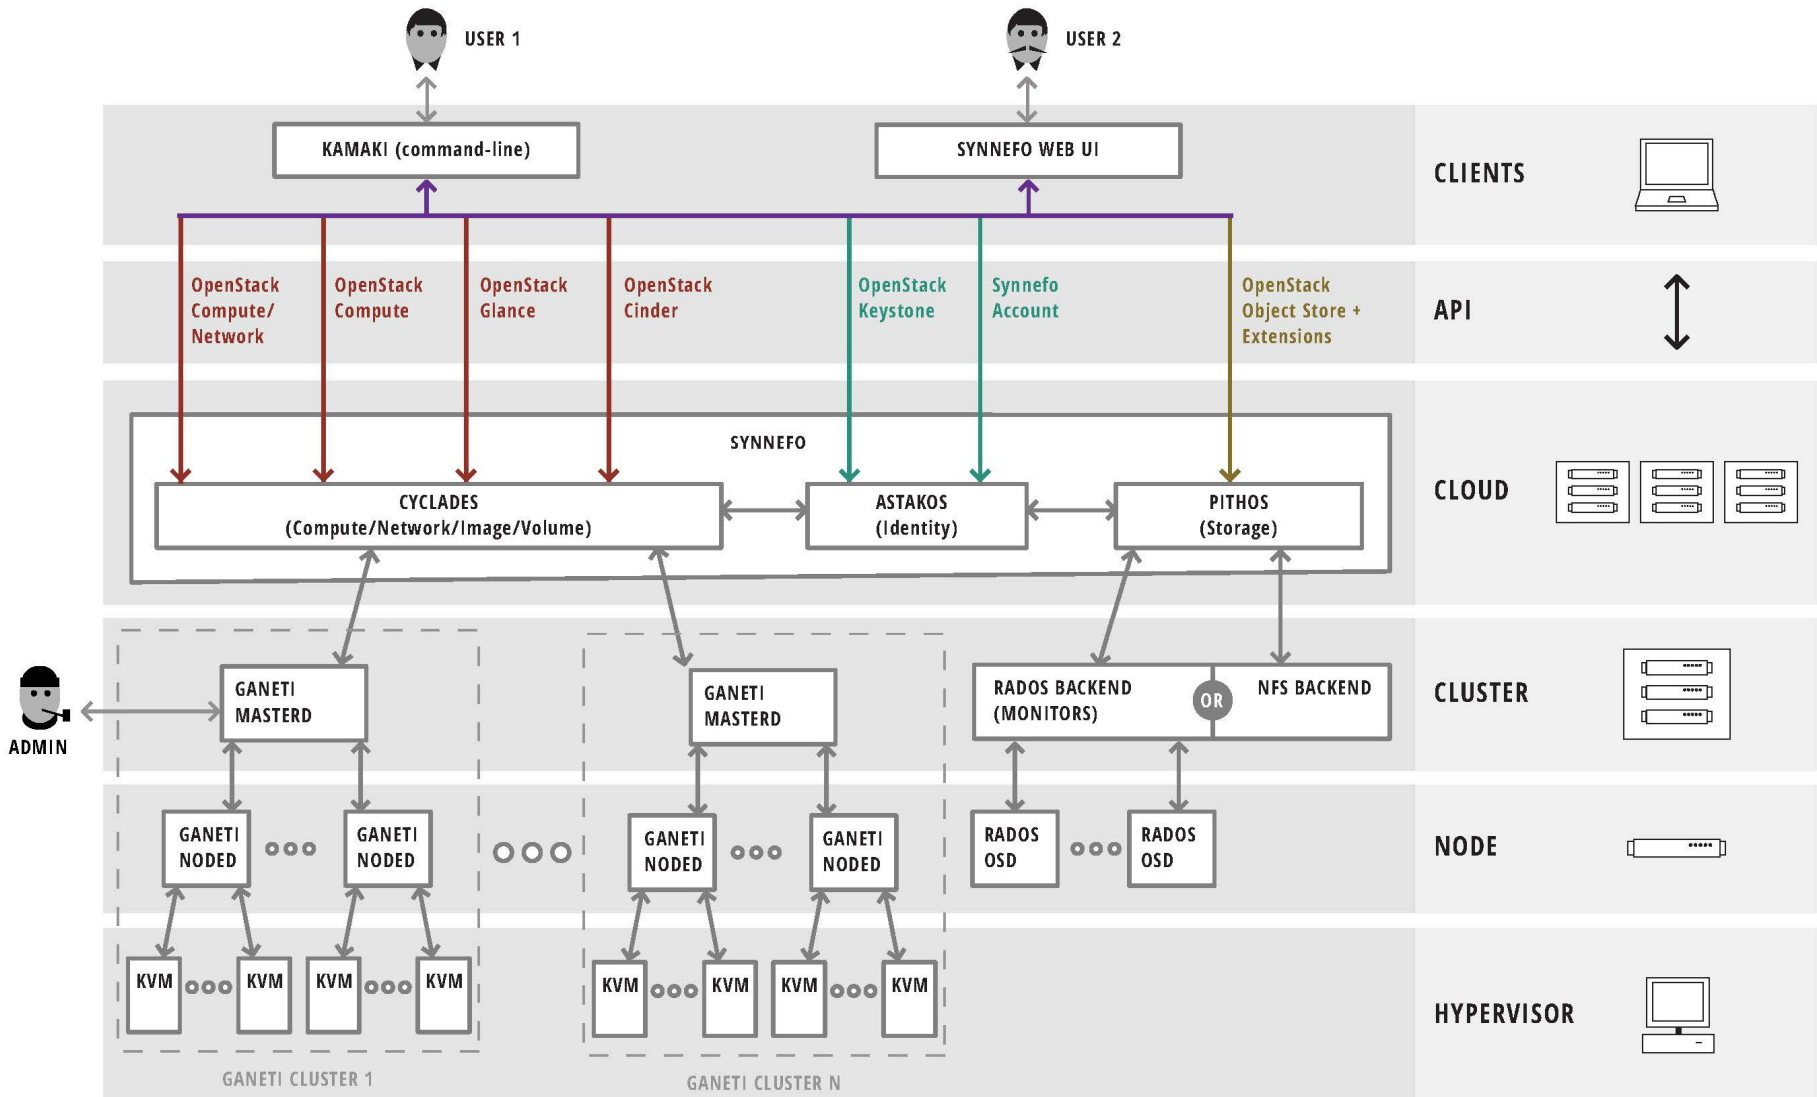 USER 1
USER 2
KAMAKI (command-line)
SYNNEFO WEB UI
CLIENTS
OpenStack
Compute/
Network
OpenStack
Compute
OpenStack
Glance
OpenStack
Cinder
OpenStack
Keystone
Synnefo
Account
OpenStack
Object Store +
Extensions
API
SYNNEFO
CYCLADES
(Compute/Network/Image/Volume)
ASTAKOS
(Identity)
PITHOS
(Storage)
CLOUD
ADMIN
GANETI
MASTERD
GANETI
MASTERD
RADOS BACKEND
(MONITORS)
OR
NFS BACKEND
CLUSTER
GANETI
NODED
GANETI
NODED
GANETI
NODED
GANETI
NODED
RADOS
OSD
RADOS
OSD
NODE
KVM
KVM
KVM
KVM
KVM
KVM
KVM
KVM
HYPERVISOR
GANETI CLUSTER 1
GANETI CLUSTER N